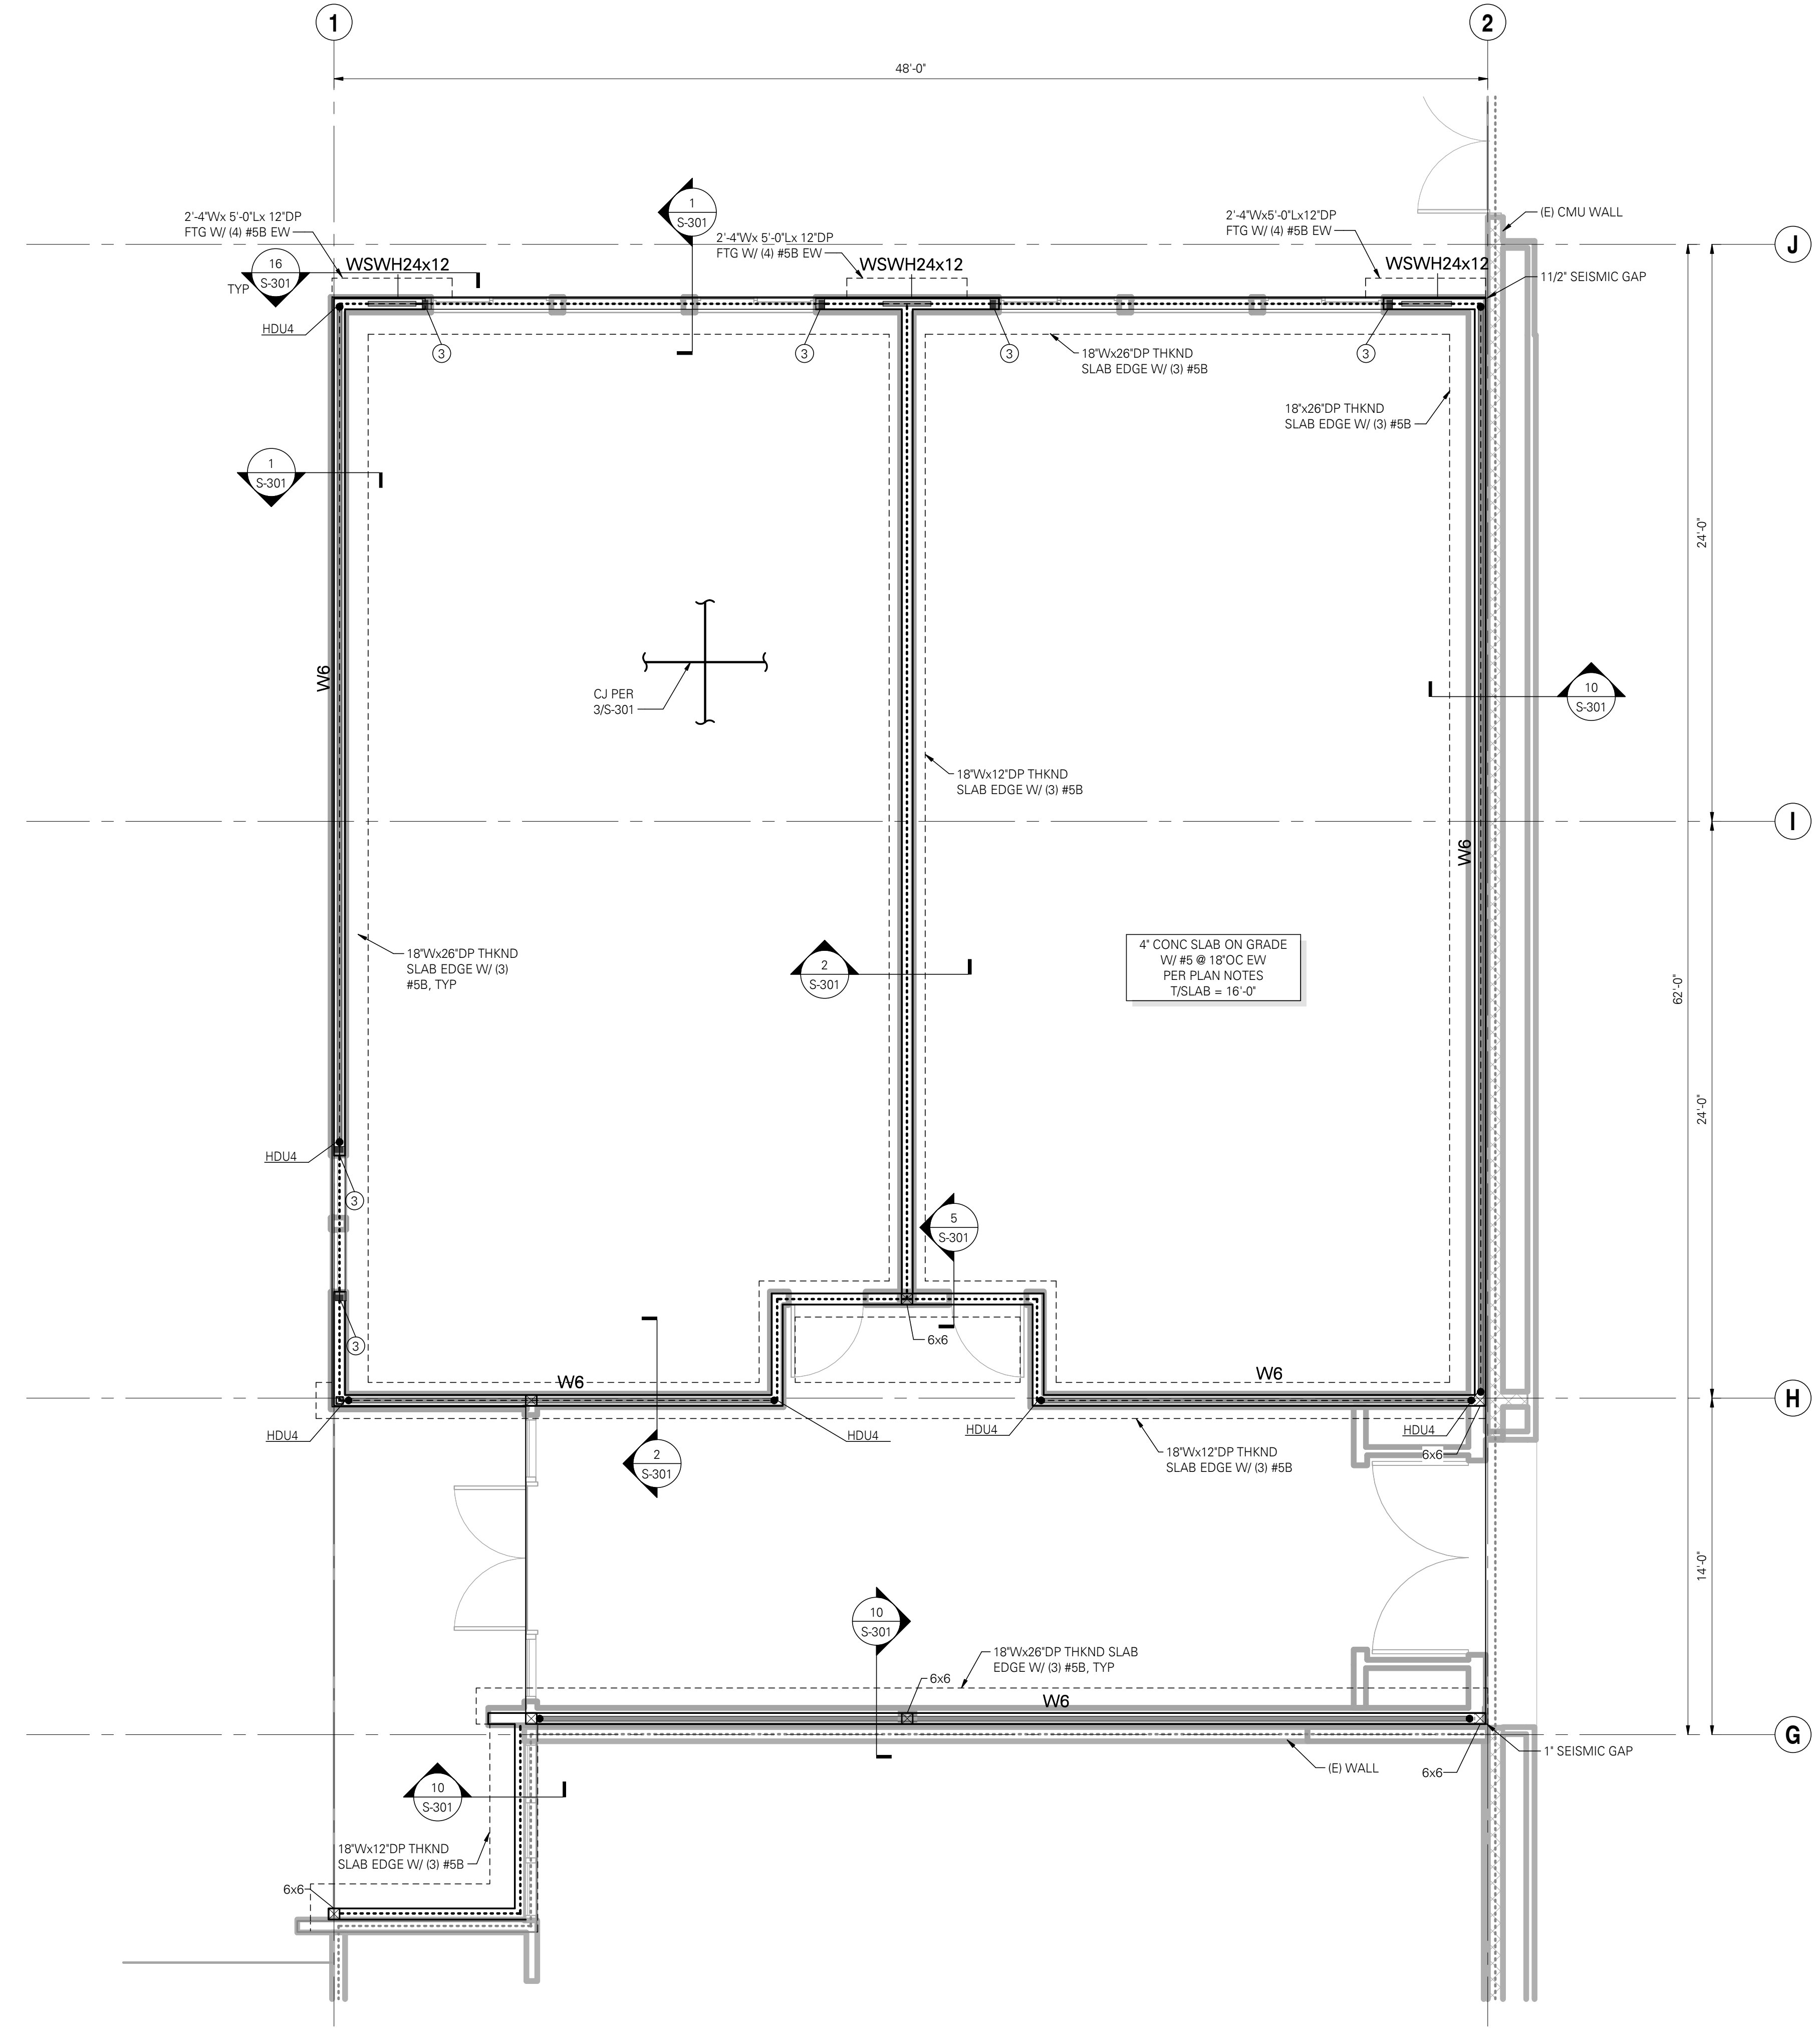 1
2
48'-0"
2'-4"Wx 5'-0"Lx 12"DP
FTG W/ (4) #5B EW
1
S-301
2'-4"Wx 5'-0"Lx 12"DP
FTG W/ (4) #5B EW
2'-4"Wx5'-0"Lx12"DP
FTG W/ (4) #5B EW
(E) CMU WALL
J
16
S-301
TYP
WSWH24x12
WSWH24x12
WSWH24x12
11/2" SEISMIC GAP
HDU4
3
3
3
3
18"Wx26"DP THKND
SLAB EDGE W/ (3) #5B
18"x26"DP THKND
SLAB EDGE W/ (3) #5B
1
S-301
24'-0"
W6
CJ PER
3/S-301
10
S-301
18"Wx12"DP THKND
SLAB EDGE W/ (3) #5B
I
W6
18"Wx26"DP THKND
SLAB EDGE W/ (3)
#5B, TYP
2
S-301
4" CONC SLAB ON GRADE
W/ #5 @ 18"OC EW
PER PLAN NOTES
T/SLAB = 16'-0"
62'-0"
24'-0"
HDU4
3
5
S-301
3
6x6
W6
W6
H
HDU4
HDU4
HDU4
HDU4
6x6
2
S-301
18"Wx12"DP THKND
SLAB EDGE W/ (3) #5B
14'-0"
10
S-301
18"Wx26"DP THKND SLAB
EDGE W/ (3) #5B, TYP
6x6
W6
G
1" SEISMIC GAP
(E) WALL
6x6
10
S-301
18"Wx12"DP THKND
SLAB EDGE W/ (3) #5B
6x6